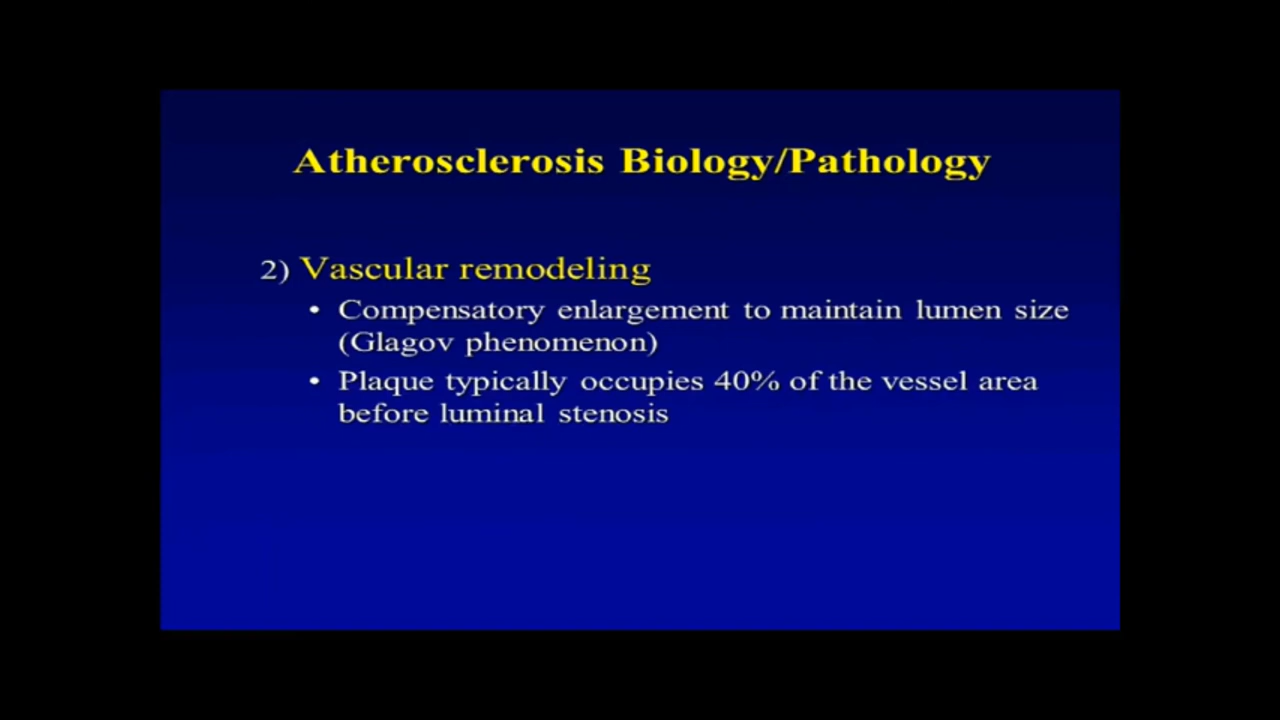 Atherosclerosis Biology/Pathology
2) Vascular remodeling
• Compensatory enlargement to maintain lumen size
(Glagov phenomenon)
• Plaque typically occupies 40% of the vessel area
before luminal stenosis